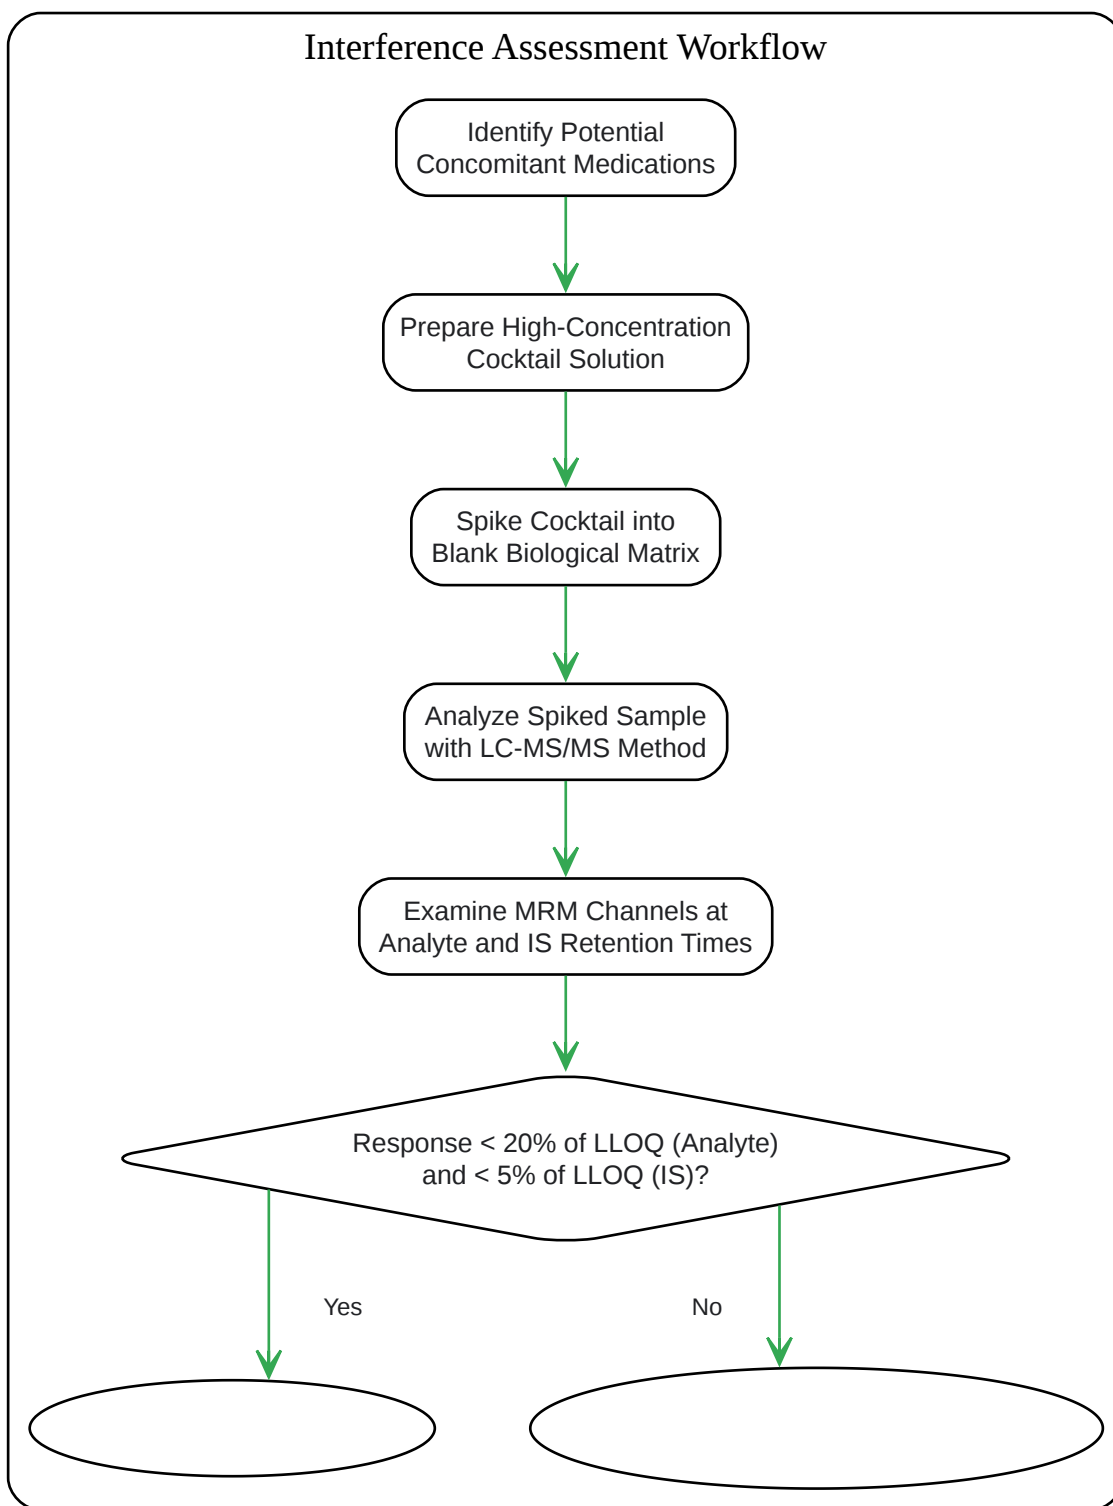 Interference Assessment Workflow
Identify Potential
Concomitant Medications
Prepare High-Concentration
Cocktail Solution
Spike Cocktail into
Blank Biological Matrix
Analyze Spiked Sample
with LC-MS/MS Method
Examine MRM Channels at
Analyte and IS Retention Times
Response < 20% of LLOQ (Analyte)
and < 5% of LLOQ (IS)?
Yes
No